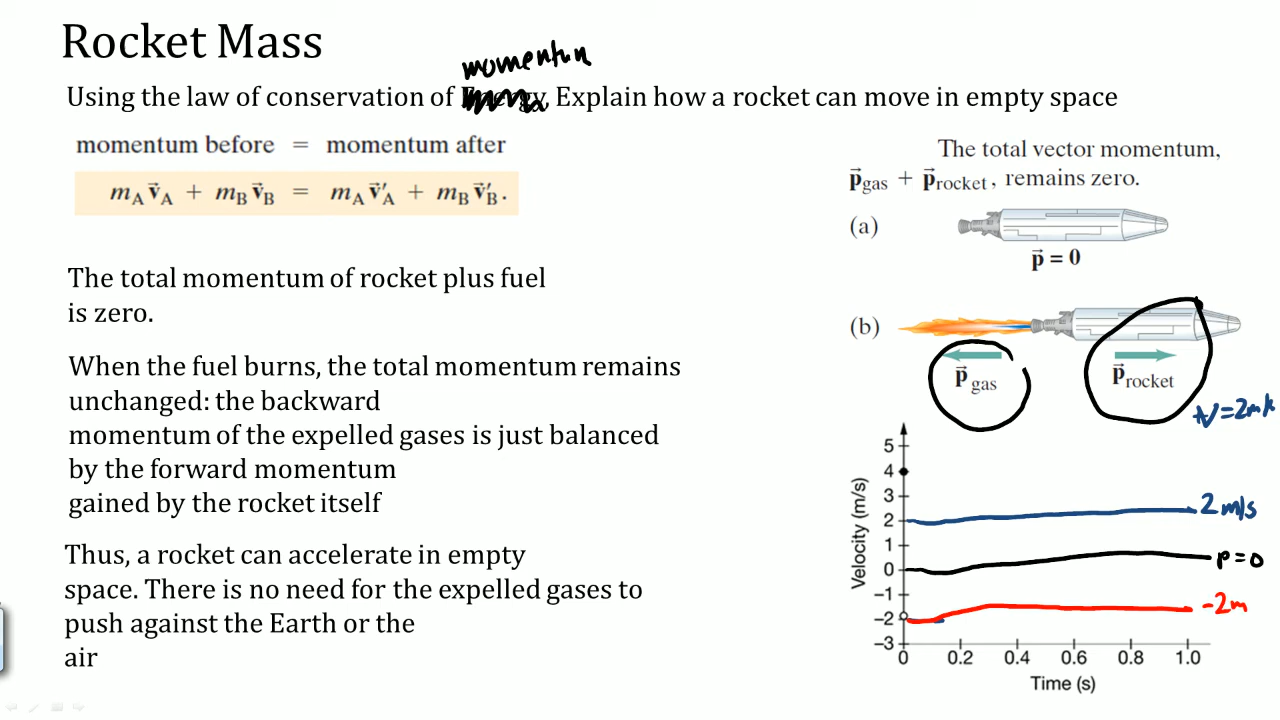 Rocket Mass
momentum
Using the law of conservation of Energy, Explain how a rocket can move in empty space
momentum before = momentum after
m_A v⃗_A + m_B v⃗_B = m_A v⃗′_A + m_B v⃗′_B.
The total momentum of rocket plus fuel
is zero.
When the fuel burns, the total momentum remains
unchanged: the backward
momentum of the expelled gases is just balanced
by the forward momentum
gained by the rocket itself
Thus, a rocket can accelerate in empty
space. There is no need for the expelled gases to
push against the Earth or the
air
The total vector momentum,
p⃗gas + p⃗rocket, remains zero.
(a)
p⃗ = 0
(b)
p⃗ gas
p⃗ rocket
Velocity (m/s)
5
4
3
2
1
0
−1
−2
−3
2 m/s
p = 0
-2m
0 0.2 0.4 0.6 0.8 1.0
Time (s)